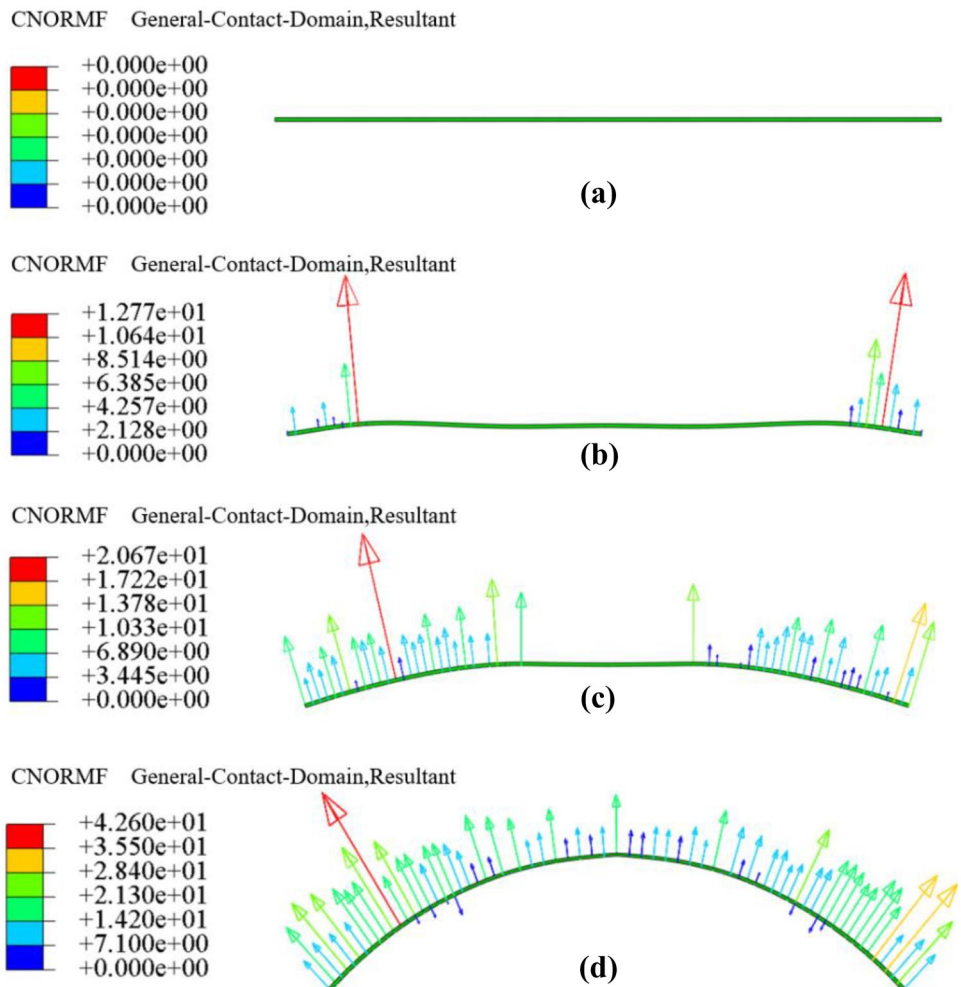 CNORMF General-Contact-Domain,Resultant
+0.000e+00
+0.000e+00
+0.000e+00
+0.000e+00
+0.000e+00
+0.000e+00
+0.000e+00
(a)
CNORMF General-Contact-Domain,Resultant
+1.277e+01
+1.064e+01
+8.514e+00
+6.385e+00
+4.257e+00
+2.128e+00
+0.000e+00
(b)
CNORMF General-Contact-Domain,Resultant
+2.067e+01
+1.722e+01
+1.378e+01
+1.033e+01
+6.890e+00
+3.445e+00
+0.000e+00
(c)
CNORMF General-Contact-Domain,Resultant
+4.260e+01
+3.550e+01
+2.840e+01
+2.130e+01
+1.420e+01
+7.100e+00
+0.000e+00
(d)